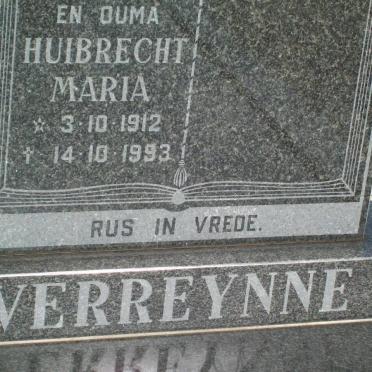 EN OUMA
HUIBRECHT
MARIA
☆ 3·10·1912
† 14·10·1993
RUS IN VREDE.
VERREYNNE